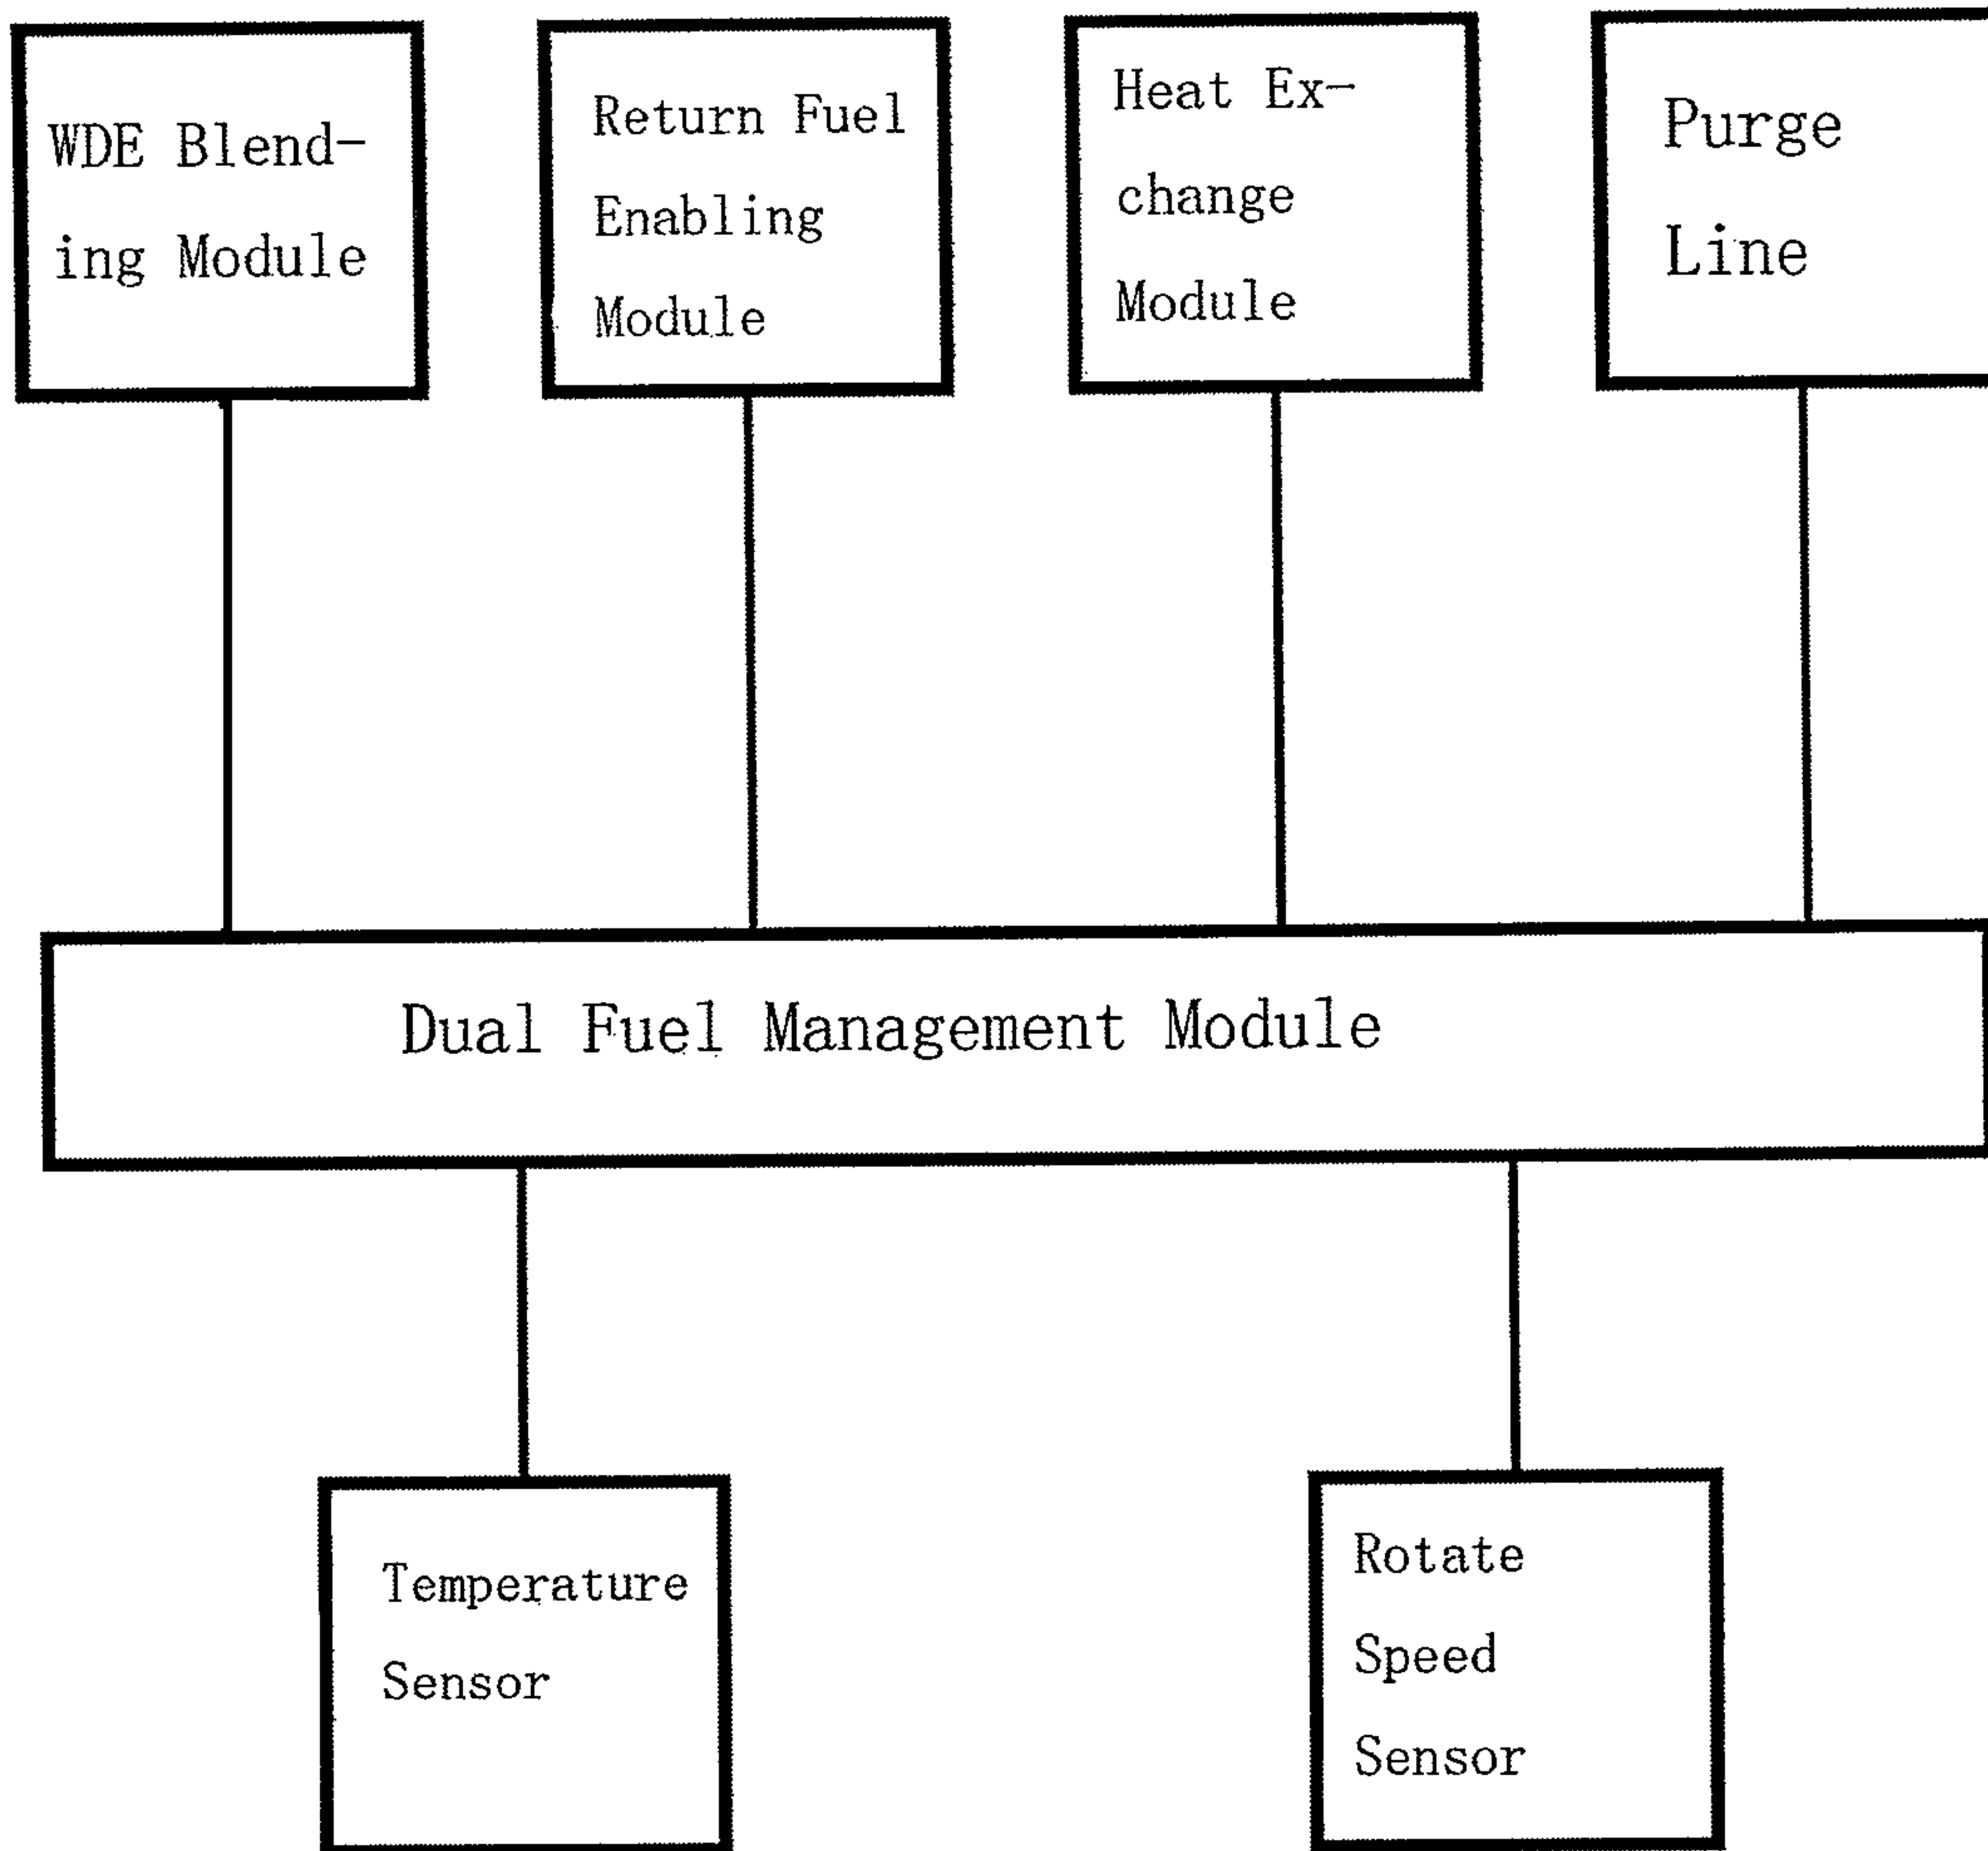 WDE Blend-
ing Module
Return Fuel
Enabling
Module
Heat Ex-
change
Module
Purge
Line
Dual Fuel Management Module
Temperature
Sensor
Rotate
Speed
Sensor